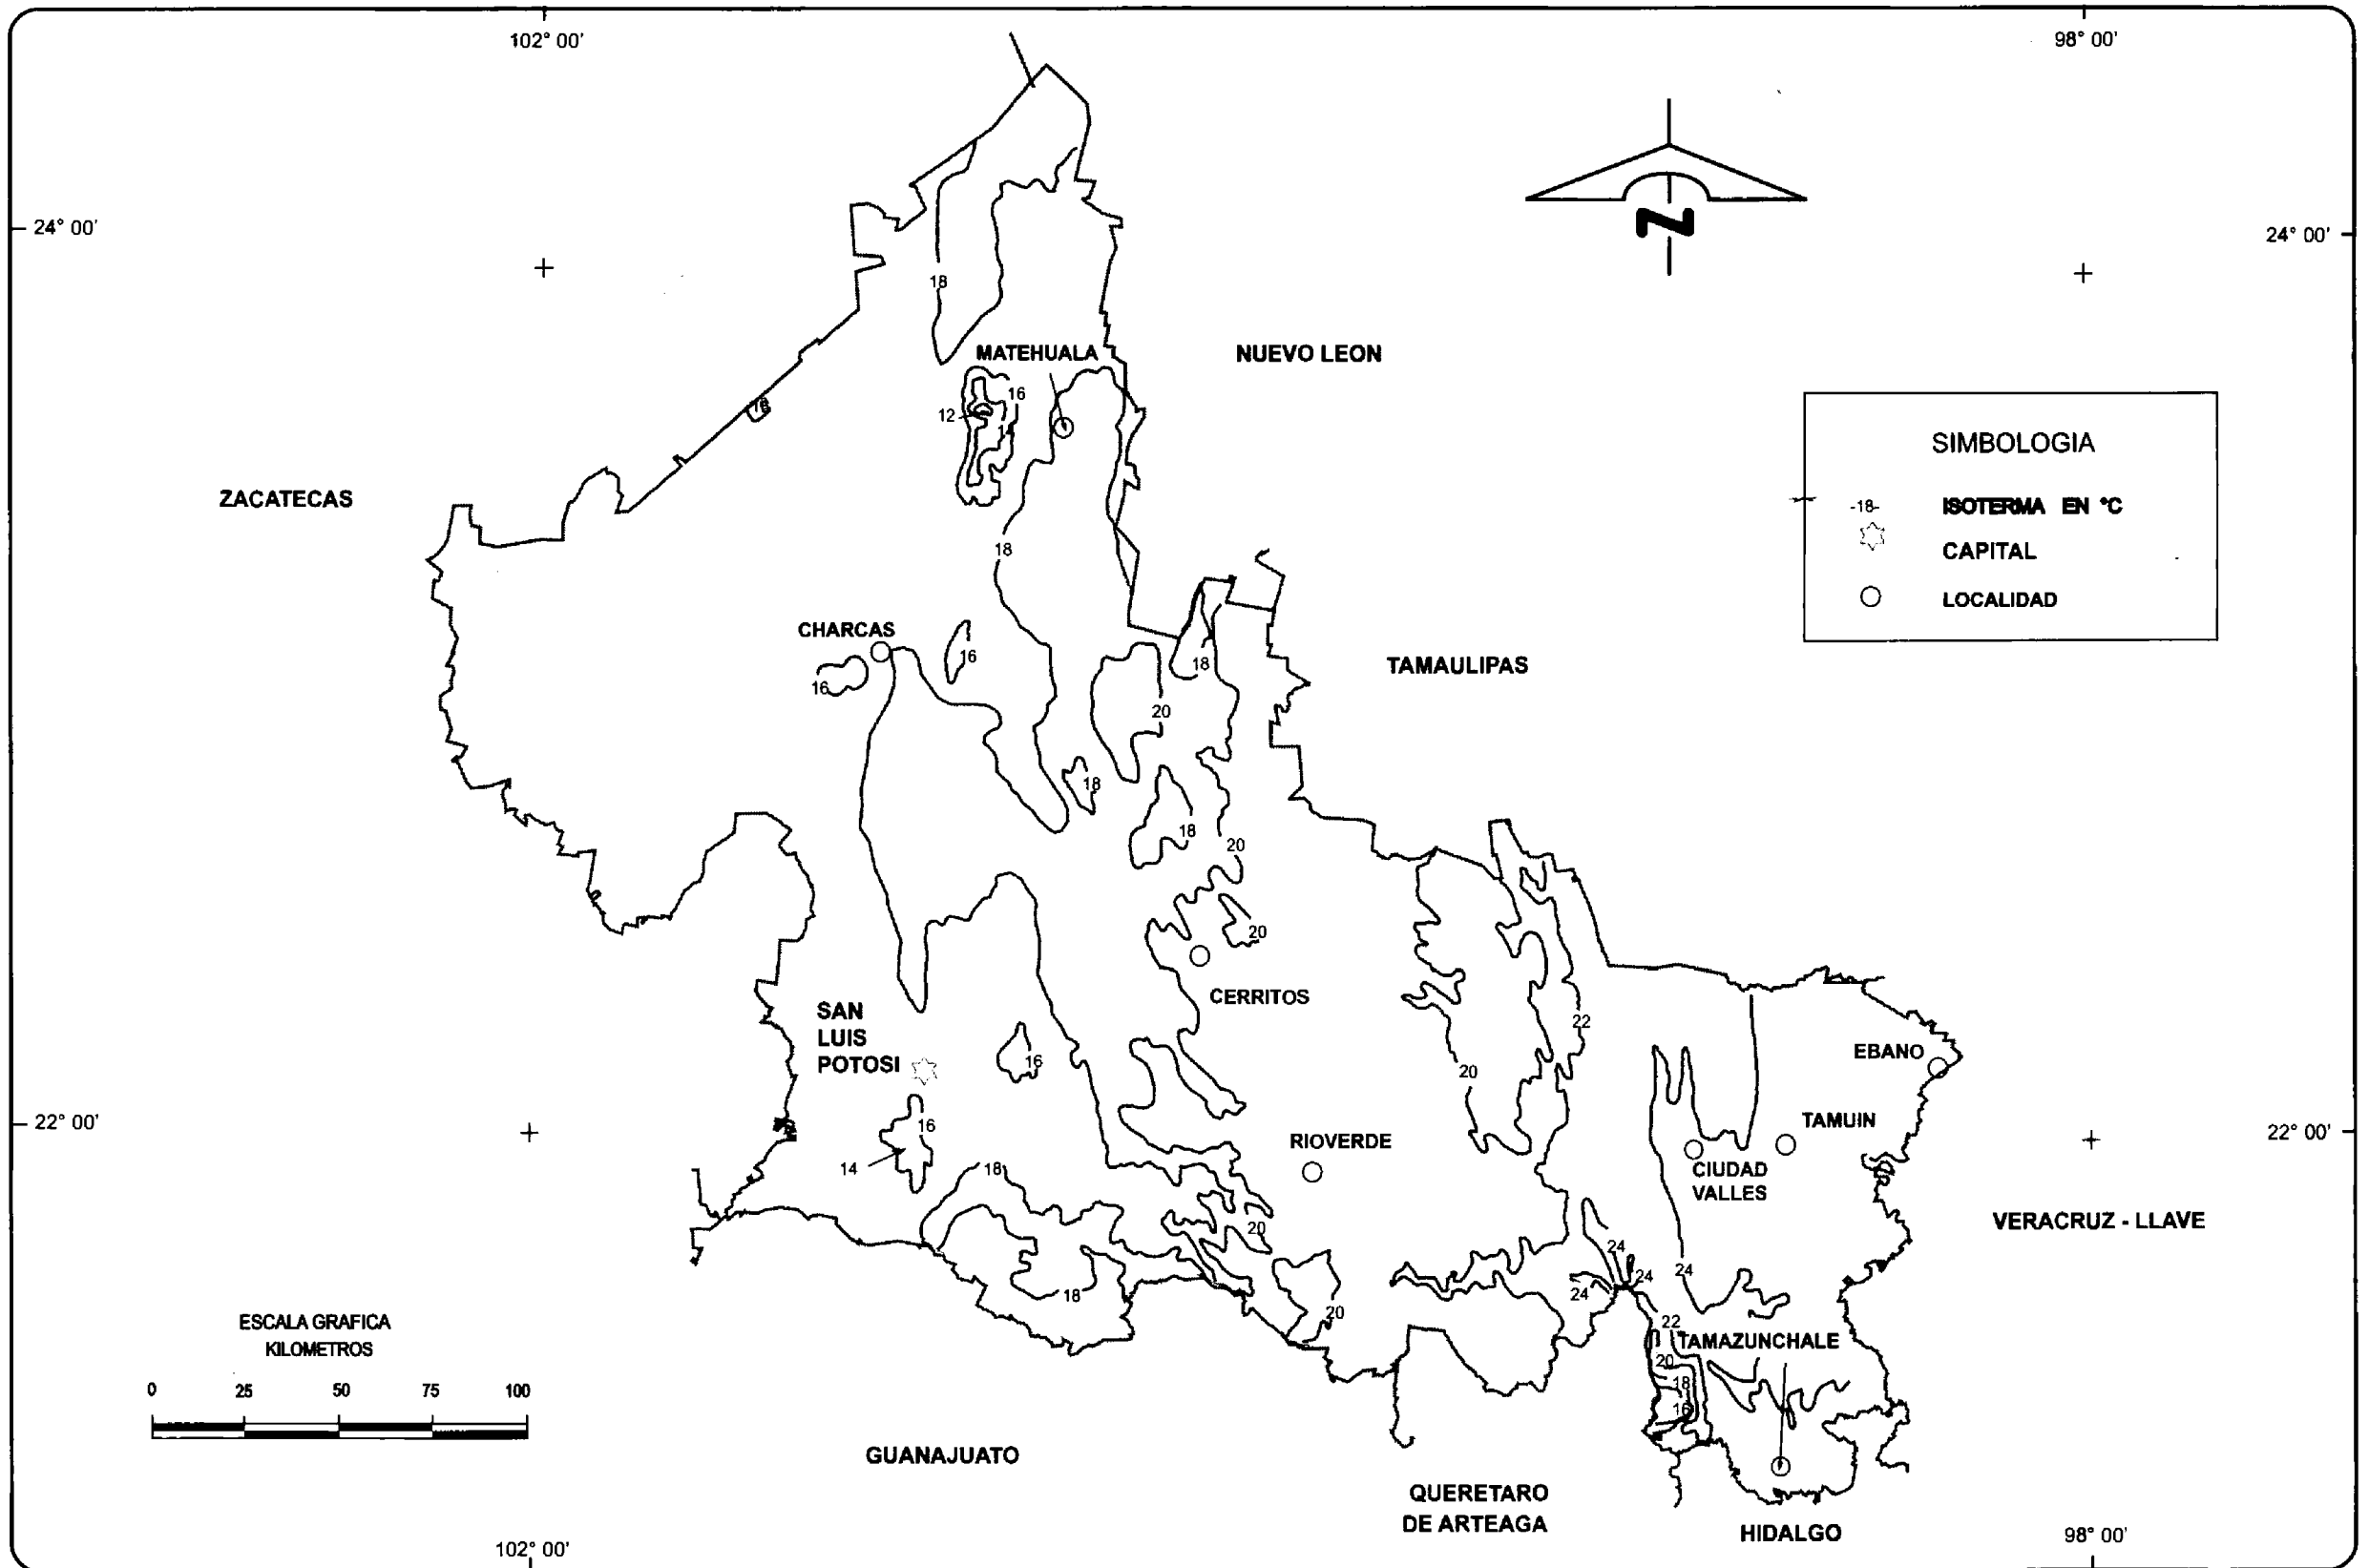 102° 00'
98° 00'
24° 00'
24° 00'
18
MATEHUALA
NUEVO LEON
16
16
12
14
SIMBOLOGIA
-18- ISOTERMA EN °C
CAPITAL
LOCALIDAD
ZACATECAS
18
CHARCAS
16
16
18
TAMAULIPAS
20
18
18
20
20
CERRITOS
SAN
LUIS
POTOSI
16
22
20
EBANO
22° 00'
22° 00'
16
14
18
RIOVERDE
TAMUIN
CIUDAD
VALLES
VERACRUZ - LLAVE
20
24
24
24
24
18
20
22
TAMAZUNCHALE
20
18
16
ESCALA GRAFICA
KILOMETROS
0 25 50 75 100
GUANAJUATO
QUERETARO
DE ARTEAGA
HIDALGO
102° 00'
98° 00'
N